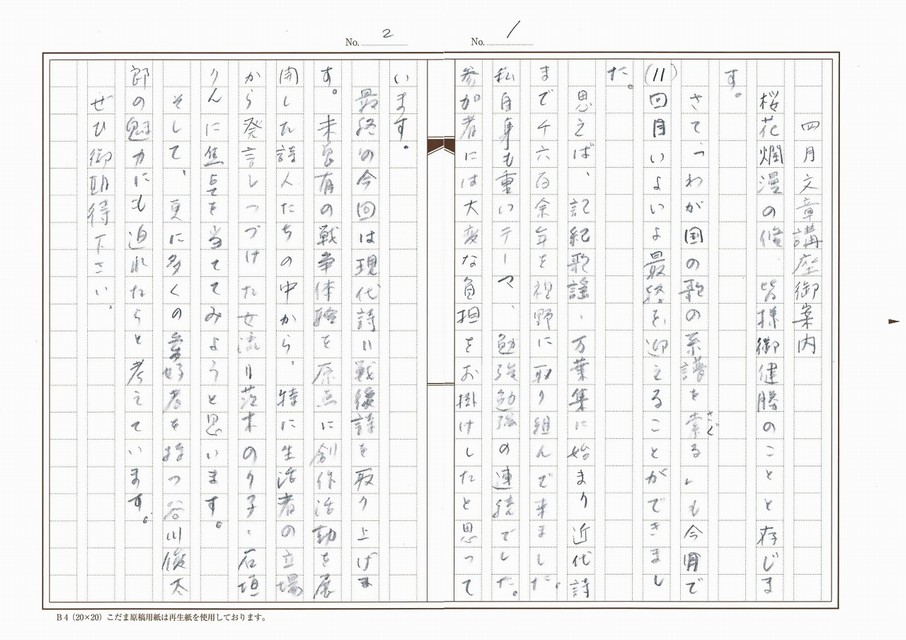 No. 1
四月文章講座御案内
桜花爛漫の候 皆様御健勝のことと存じま
す。
さて、「わが国の歌の系譜を索る」も今月で
さぐ
(11)回目いよいよ最終を迎えることができまし
た。
思えば、記紀歌謡・万葉集に始まり近代詩
まで千六百余年を視野に取り組んで来ました。
私自身も重いテーマ、勉強勉強の連続でした。
参加者には大変な負担をお掛けしたと思って
No. 2
います。
最終の今回は現代詩＝戦後詩を取り上げま
す。未曽有の戦争体験を原点に創作活動を展
開した詩人たちの中から、特に生活者の立場
から発言しつづけた女流＝茨木のり子・石垣
りんに焦点を当ててみようと思います。
そして、更に多くの愛好者を持つ谷川俊太
郎の魅力にも迫れたらと考えています。
ぜひ御期待下さい。
B4（20×20）こだま原稿用紙は再生紙を使用しております。